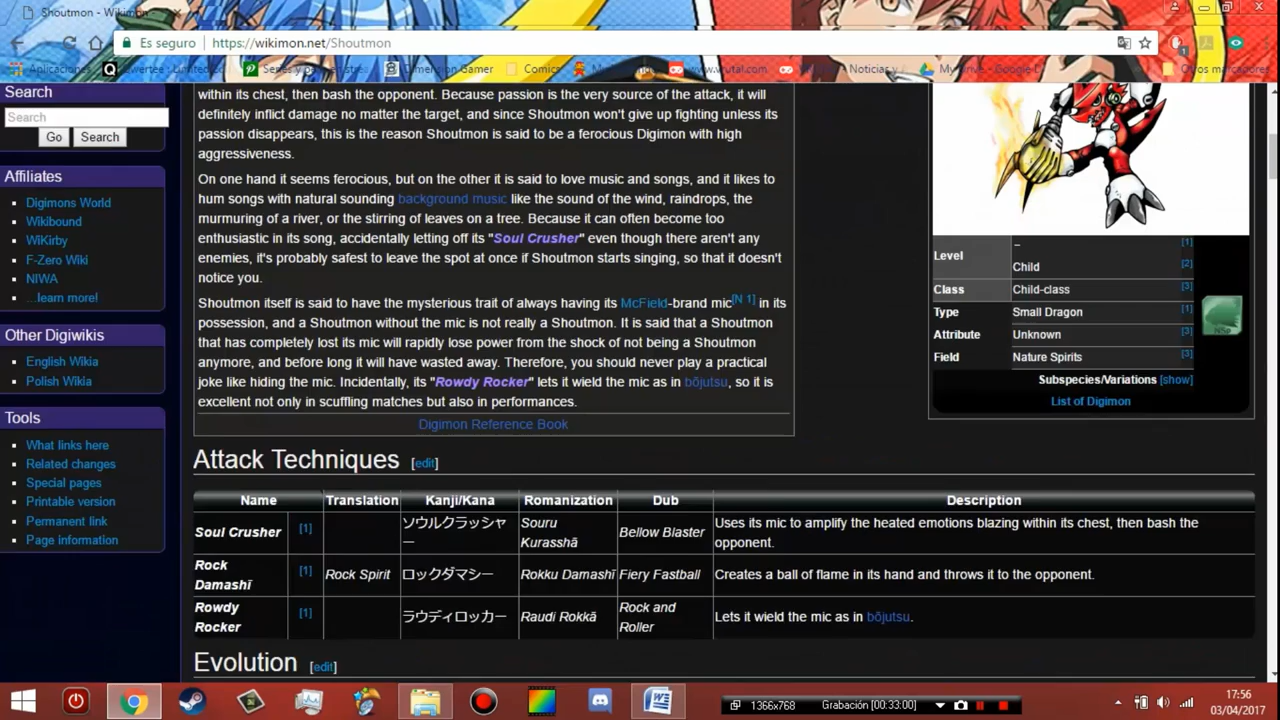 Shoutmon - Wikimon
Es seguro | https://wikimon.net/Shoutmon
Aplicaciones
Dimension Gamer
Comics
www.vrutal.com
Noticias y
My Drive - Google D
Otros marcadores
Search
Search
Go Search
Affiliates
Digimons World
Wikibound
WiKirby
F-Zero Wiki
NIWA
...learn more!
Other Digiwikis
English Wikia
Polish Wikia
Tools
What links here
Related changes
Special pages
Printable version
Permanent link
Page information
within its chest, then bash the opponent. Because passion is the very source of the attack, it will
definitely inflict damage no matter the target, and since Shoutmon won't give up fighting unless its
passion disappears, this is the reason Shoutmon is said to be a ferocious Digimon with high
aggressiveness.
On one hand it seems ferocious, but on the other it is said to love music and songs, and it likes to
hum songs with natural sounding background music like the sound of the wind, raindrops, the
murmuring of a river, or the stirring of leaves on a tree. Because it can often become too
enthusiastic in its song, accidentally letting off its "Soul Crusher" even though there aren't any
enemies, it's probably safest to leave the spot at once if Shoutmon starts singing, so that it doesn't
notice you.
Shoutmon itself is said to have the mysterious trait of always having its McField-brand mic[N 1] in its
possession, and a Shoutmon without the mic is not really a Shoutmon. It is said that a Shoutmon
that has completely lost its mic will rapidly lose power from the shock of not being a Shoutmon
anymore, and before long it will have wasted away. Therefore, you should never play a practical
joke like hiding the mic. Incidentally, its "Rowdy Rocker" lets it wield the mic as in bōjutsu, so it is
excellent not only in scuffling matches but also in performances.
Digimon Reference Book
Level – [1]
Child [2]
Class Child-class [3]
Type Small Dragon [1]
Attribute Unknown [3]
Field Nature Spirits [3]
Subspecies/Variations [show]
List of Digimon
Attack Techniques [edit]
Name Translation Kanji/Kana Romanization Dub Description
Soul Crusher [1] ソウルクラッシャー Souru Kurasshā Bellow Blaster Uses its mic to amplify the heated emotions blazing within its chest, then bash the
opponent.
Rock Damashī [1] Rock Spirit ロックダマシー Rokku Damashī Fiery Fastball Creates a ball of flame in its hand and throws it to the opponent.
Rowdy Rocker [1] ラウディロッカー Raudi Rokkā Rock and Roller Lets it wield the mic as in bōjutsu.
Evolution [edit]
1366x768 Grabación [00:33:00]
17:56
03/04/2017